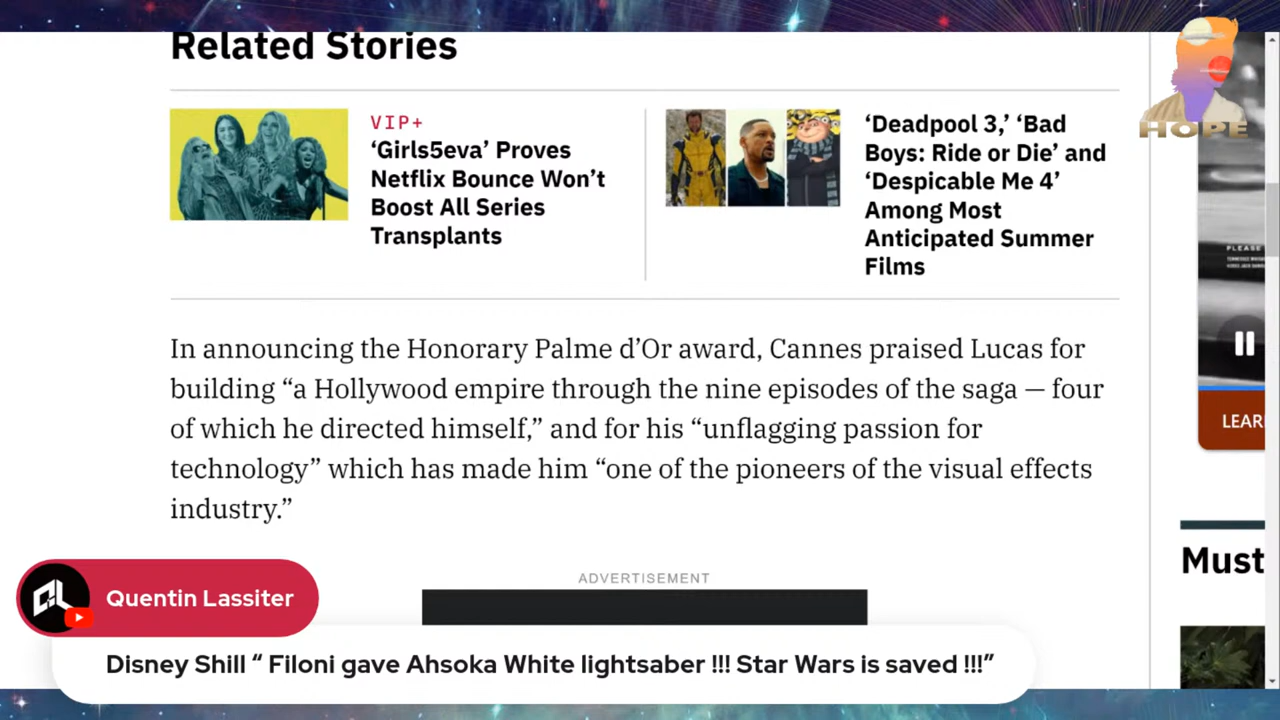 Related Stories
VIP+
‘Girls5eva’ Proves
Netflix Bounce Won’t
Boost All Series
Transplants
‘Deadpool 3,’ ‘Bad
Boys: Ride or Die’ and
‘Despicable Me 4’
Among Most
Anticipated Summer
Films
HOPE
In announcing the Honorary Palme d’Or award, Cannes praised Lucas for
building “a Hollywood empire through the nine episodes of the saga — four
of which he directed himself,” and for his “unflagging passion for
technology” which has made him “one of the pioneers of the visual effects
industry.”
PLEASE
LEAR
Must
ADVERTISEMENT
Quentin Lassiter
Disney Shill “ Filoni gave Ahsoka White lightsaber !!! Star Wars is saved !!!”